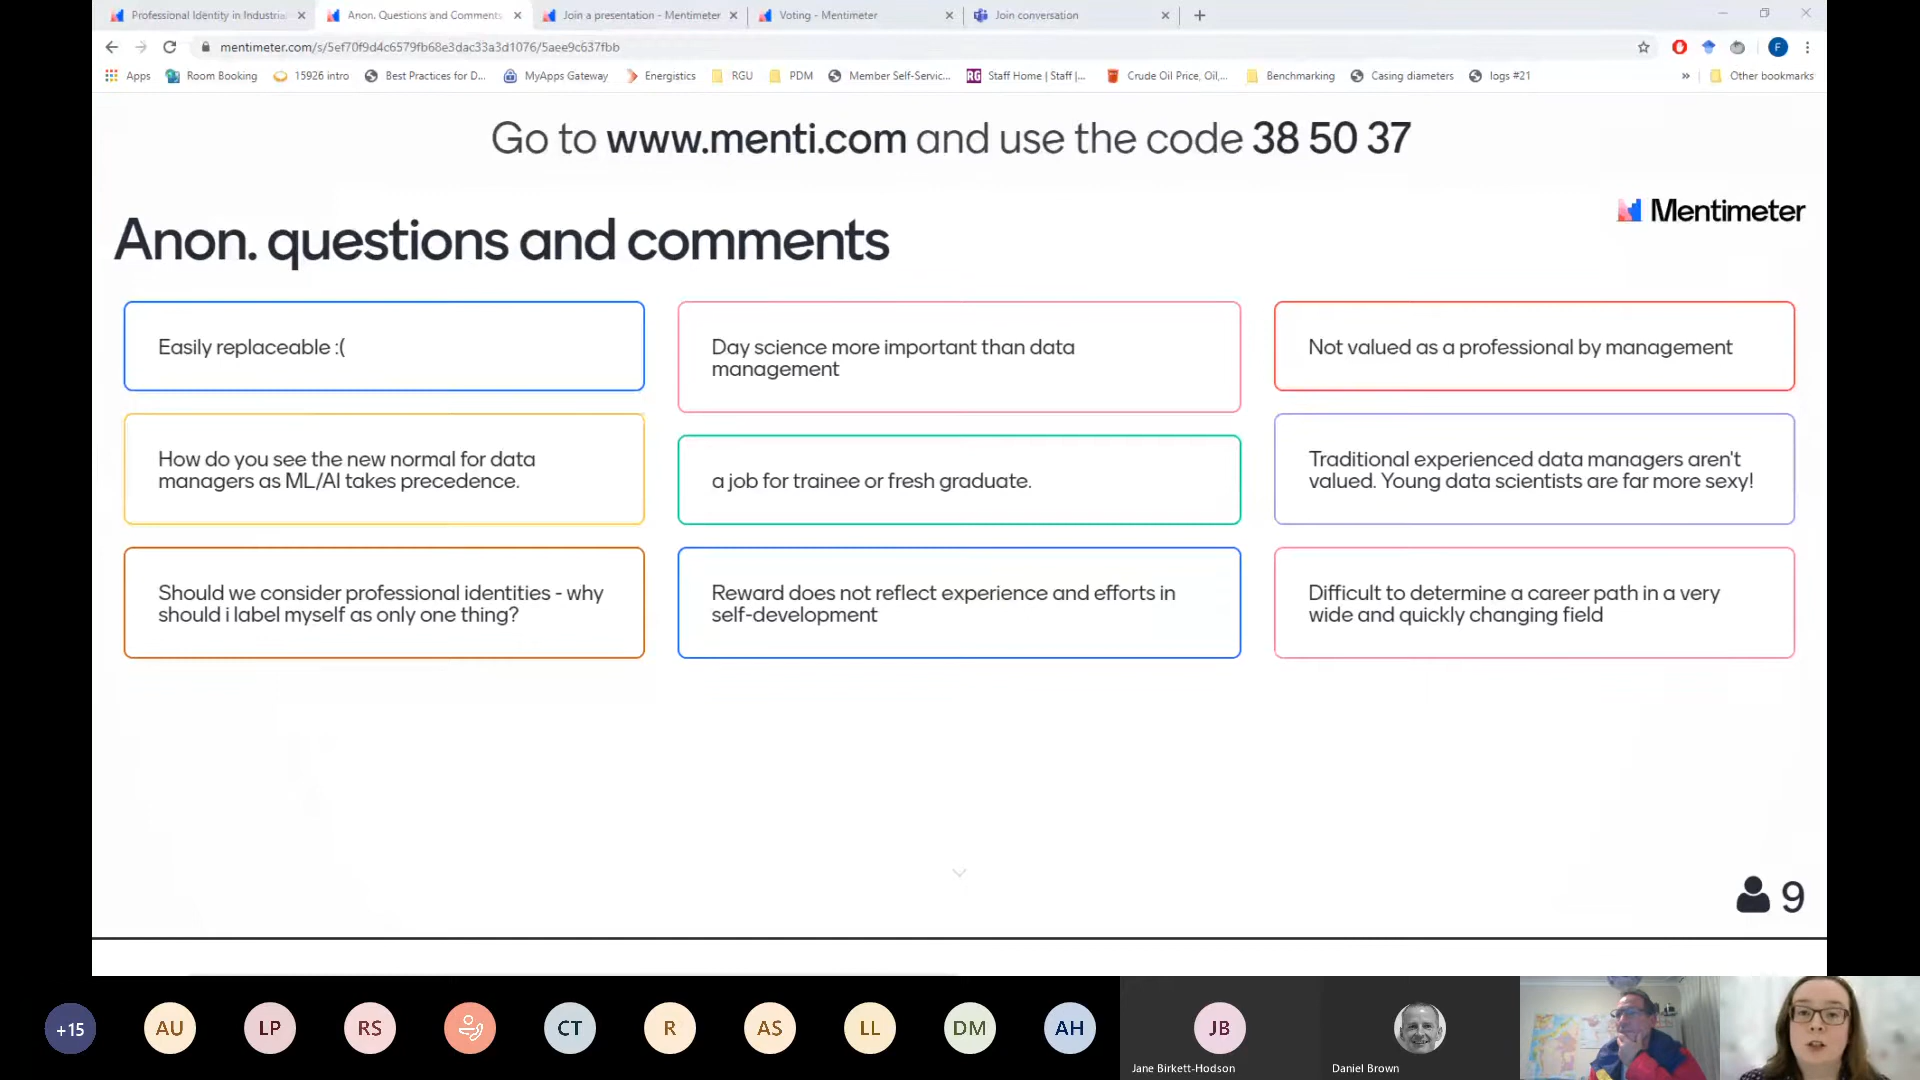 Professional Identity in Industria
Anon. Questions and Comments
Join a presentation - Mentimeter
Voting - Mentimeter
Join conversation
mentimeter.com/s/5ef70f9d4c6579fb68e3dac33a3d1076/5aee9c637fbb
F
Apps
Room Booking
15926 intro
Best Practices for D...
MyApps Gateway
Energistics
RGU
PDM
Member Self-Servic...
RG
Staff Home | Staff |...
Crude Oil Price, Oil,...
Benchmarking
Casing diameters
logs #21
»
Other bookmarks
Go to www.menti.com and use the code 38 50 37
Mentimeter
Anon. questions and comments
Easily replaceable :(
Day science more important than data
management
Not valued as a professional by management
How do you see the new normal for data
managers as ML/AI takes precedence.
a job for trainee or fresh graduate.
Traditional experienced data managers aren't
valued. Young data scientists are far more sexy!
Should we consider professional identities - why
should i label myself as only one thing?
Reward does not reflect experience and efforts in
self-development
Difficult to determine a career path in a very
wide and quickly changing field
9
+15
AU
LP
RS
CT
R
AS
LL
DM
AH
JB
Jane Birkett-Hodson
Daniel Brown